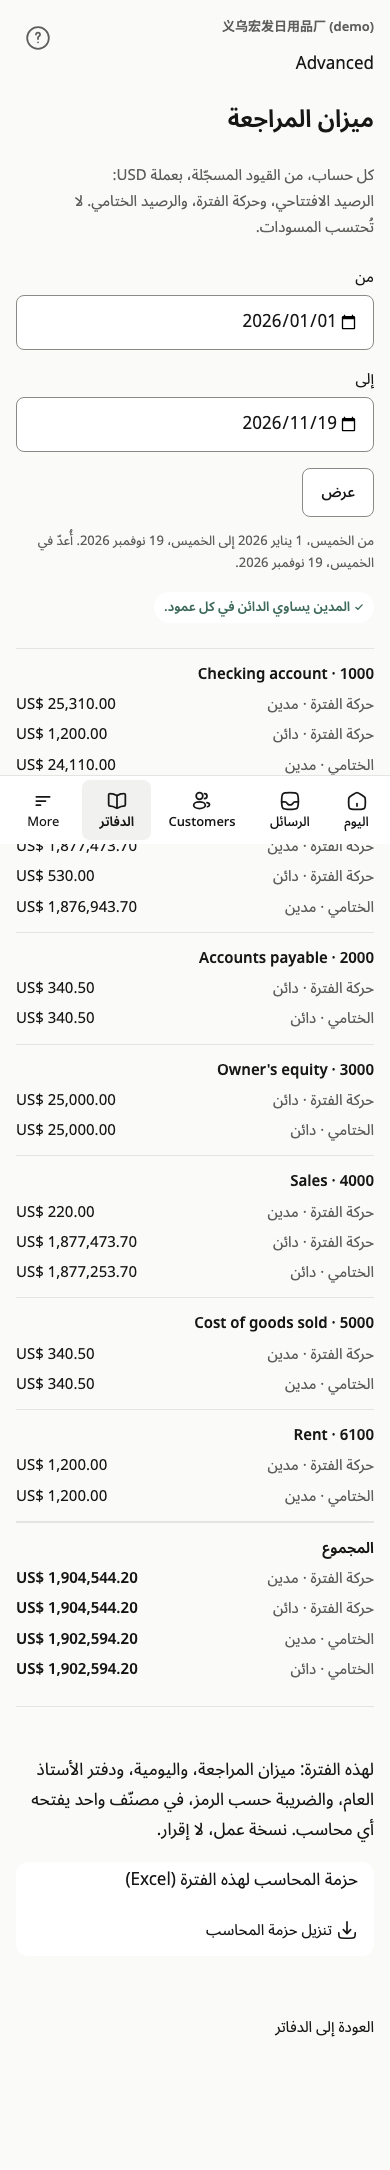 义乌宏发日用品厂 (demo)
Advanced
ميزان المراجعة
كل حساب، من القيود المسجّلة، بعملة USD:
الرصيد الافتتاحي، وحركة الفترة، والرصيد الختامي. لا
تُحتسب المسودات.
من
2026/01/01
إلى
2026/11/19
عرض
من الخميس، 1 يناير 2026 إلى الخميس، 19 نوفمبر 2026. أُعدّ في
الخميس، 19 نوفمبر 2026.
✓ المدين يساوي الدائن في كل عمود.
Checking account · 1000
حركة الفترة · مدين US$ 25,310.00
حركة الفترة · دائن US$ 1,200.00
الختامي · مدين US$ 24,110.00
اليوم
الرسائل
Customers
الدفاتر
More
حركة الفترة · مدين US$ 1,877,473.70
حركة الفترة · دائن US$ 530.00
الختامي · مدين US$ 1,876,943.70
Accounts payable · 2000
حركة الفترة · دائن US$ 340.50
الختامي · دائن US$ 340.50
Owner's equity · 3000
حركة الفترة · دائن US$ 25,000.00
الختامي · دائن US$ 25,000.00
Sales · 4000
حركة الفترة · مدين US$ 220.00
حركة الفترة · دائن US$ 1,877,473.70
الختامي · دائن US$ 1,877,253.70
Cost of goods sold · 5000
حركة الفترة · مدين US$ 340.50
الختامي · مدين US$ 340.50
Rent · 6100
حركة الفترة · مدين US$ 1,200.00
الختامي · مدين US$ 1,200.00
المجموع
حركة الفترة · مدين US$ 1,904,544.20
حركة الفترة · دائن US$ 1,904,544.20
الختامي · مدين US$ 1,902,594.20
الختامي · دائن US$ 1,902,594.20
لهذه الفترة: ميزان المراجعة، واليومية، ودفتر الأستاذ
العام، والضريبة حسب الرمز، في مصنّف واحد يفتحه
أي محاسب. نسخة عمل، لا إقرار.
حزمة المحاسب لهذه الفترة (Excel)
تنزيل حزمة المحاسب
العودة إلى الدفاتر